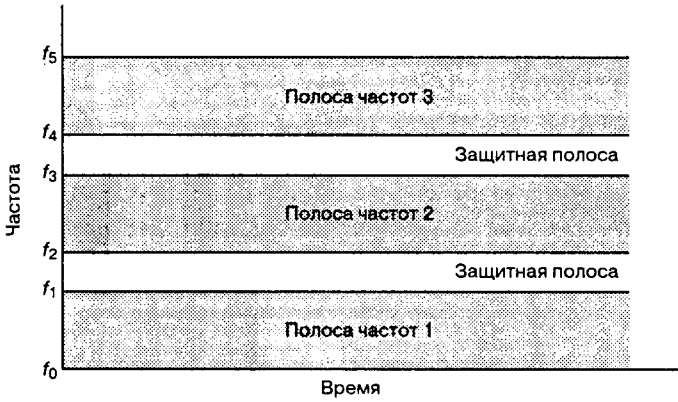 f5
Полоса частот 3
f4
Защитная полоса
f3
Частота
Полоса частот 2
f2
Защитная полоса
f1
Полоса частот 1
f0
Время